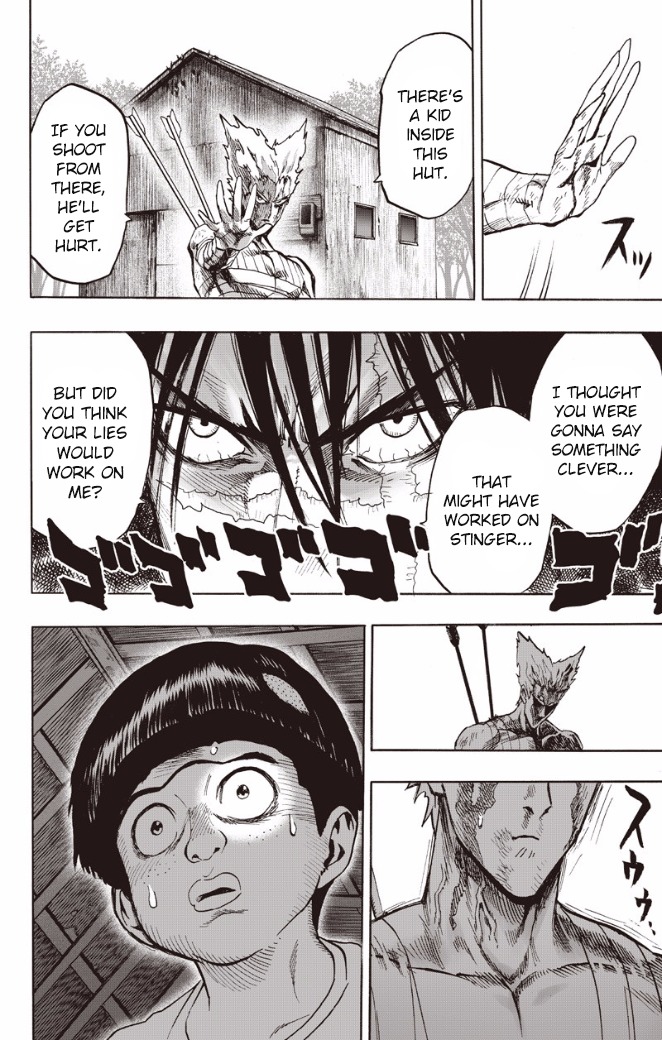 THERE'S
A KID
INSIDE
THIS
HUT.
IF YOU
SHOOT
FROM
THERE,
HE'LL
GET
HURT.
スッ
I THOUGHT
YOU WERE
GONNA SAY
SOMETHING
CLEVER...
THAT
MIGHT HAVE
WORKED ON
STINGER...
BUT DID
YOU THINK
YOUR LIES
WOULD
WORK ON
ME?
ゴゴゴゴゴ
スゥゥ…